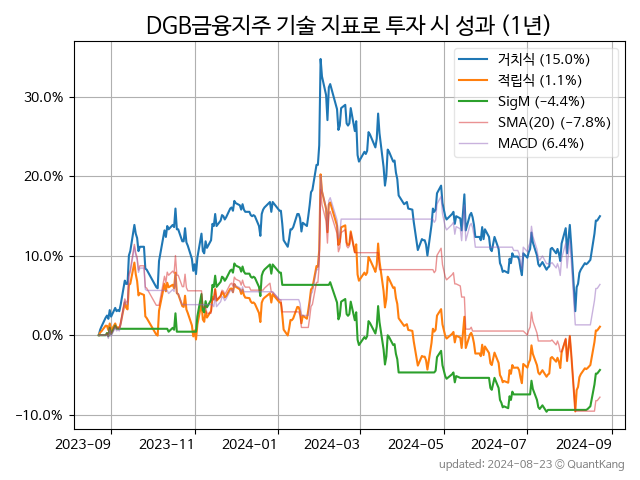 DGB금융지주 기술 지표로 투자 시 성과 (1년)
거치식 (15.0%)
적립식 (1.1%)
SigM (−4.4%)
SMA(20) (−7.8%)
MACD (6.4%)
30.0%
20.0%
10.0%
0.0%
−10.0%
2023-09
2023-11
2024-01
2024-03
2024-05
2024-07
2024-09
updated: 2024-08-23 © QuantKang